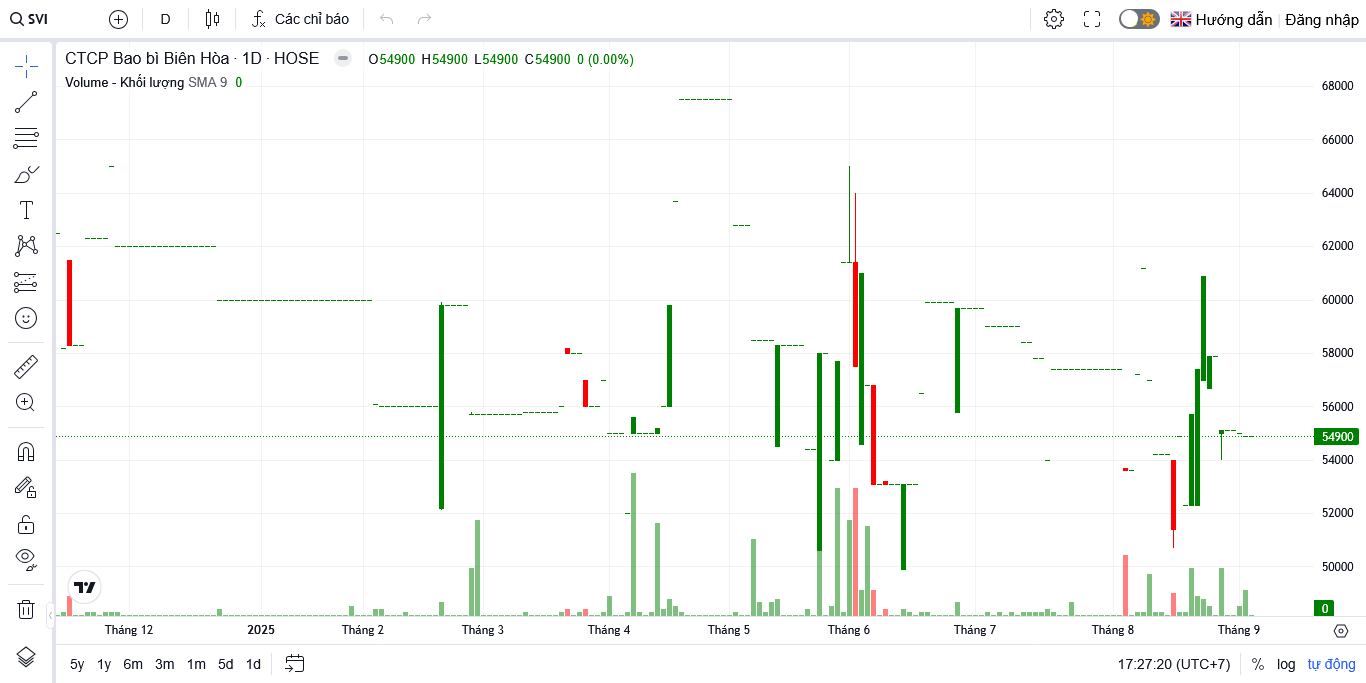 SVI D Các chỉ báo Hướng dẫn Đăng nhập
CTCP Bao bì Biên Hòa · 1D · HOSE O54900 H54900 L54900 C54900 0 (0.00%)
Volume - Khối lượng SMA 9 0
68000
66000
64000
62000
60000
58000
56000
54900
54000
52000
50000
0
Tháng 12 2025 Tháng 2 Tháng 3 Tháng 4 Tháng 5 Tháng 6 Tháng 7 Tháng 8 Tháng 9
5y 1y 6m 3m 1m 5d 1d 17:27:20 (UTC+7) % log tự động